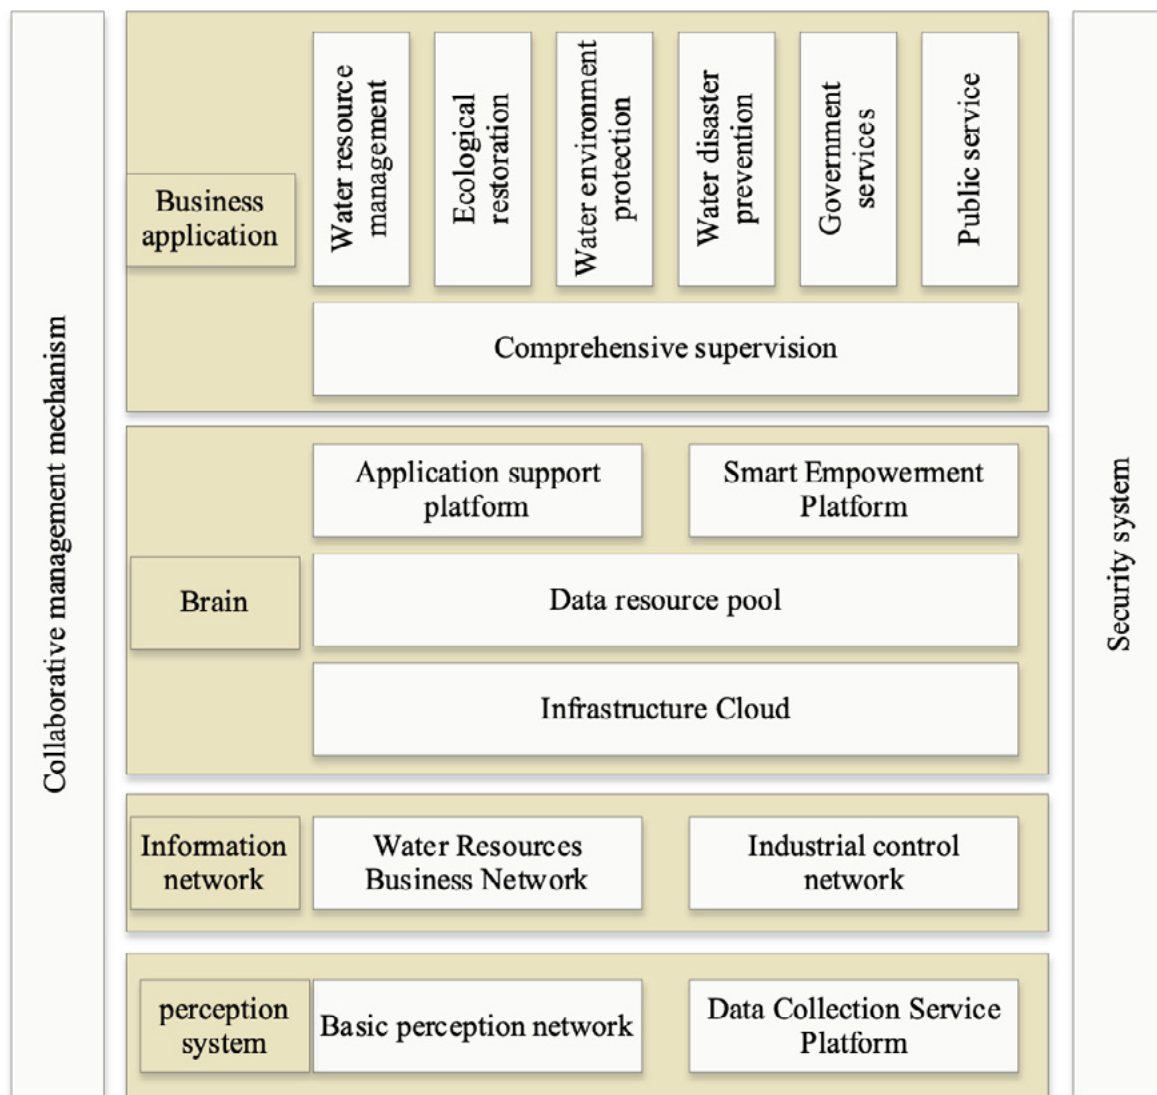 Collaborative management mechanism
Business
application
Water resource
management
Ecological
restoration
Water environment
protection
Water disaster
prevention
Government
services
Public service
Comprehensive supervision
Brain
Application support
platform
Smart Empowerment
Platform
Data resource pool
Infrastructure Cloud
Information
network
Water Resources
Business Network
Industrial control
network
perception
system
Basic perception network
Data Collection Service
Platform
Security system